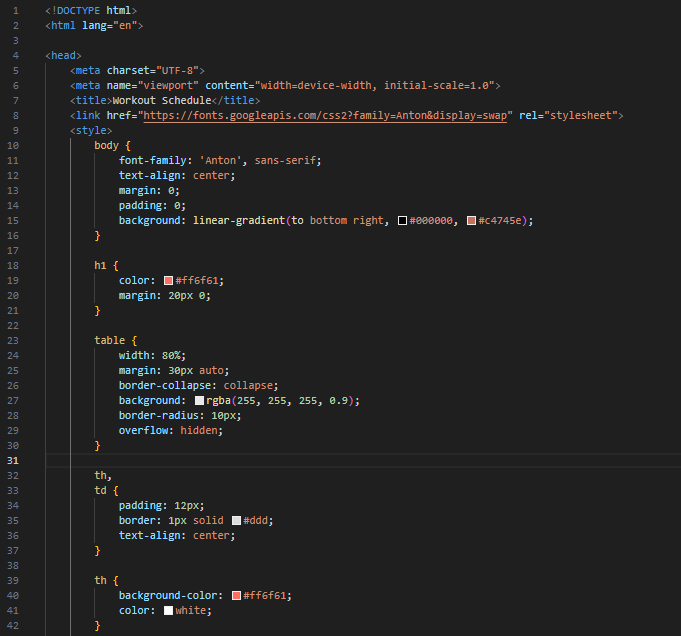 1 <!DOCTYPE html>
2 <html lang="en">
3
4 <head>
5 <meta charset="UTF-8">
6 <meta name="viewport" content="width=device-width, initial-scale=1.0">
7 <title>Workout Schedule</title>
8 <link href="https://fonts.googleapis.com/css2?family=Anton&display=swap" rel="stylesheet">
9 <style>
10 body {
11 font-family: 'Anton', sans-serif;
12 text-align: center;
13 margin: 0;
14 padding: 0;
15 background: linear-gradient(to bottom right, #000000, #c4745e);
16 }
17
18 h1 {
19 color: #ff6f61;
20 margin: 20px 0;
21 }
22
23 table {
24 width: 80%;
25 margin: 30px auto;
26 border-collapse: collapse;
27 background: rgba(255, 255, 255, 0.9);
28 border-radius: 10px;
29 overflow: hidden;
30 }
31
32 th,
33 td {
34 padding: 12px;
35 border: 1px solid #ddd;
36 text-align: center;
37 }
38
39 th {
40 background-color: #ff6f61;
41 color: white;
42 }